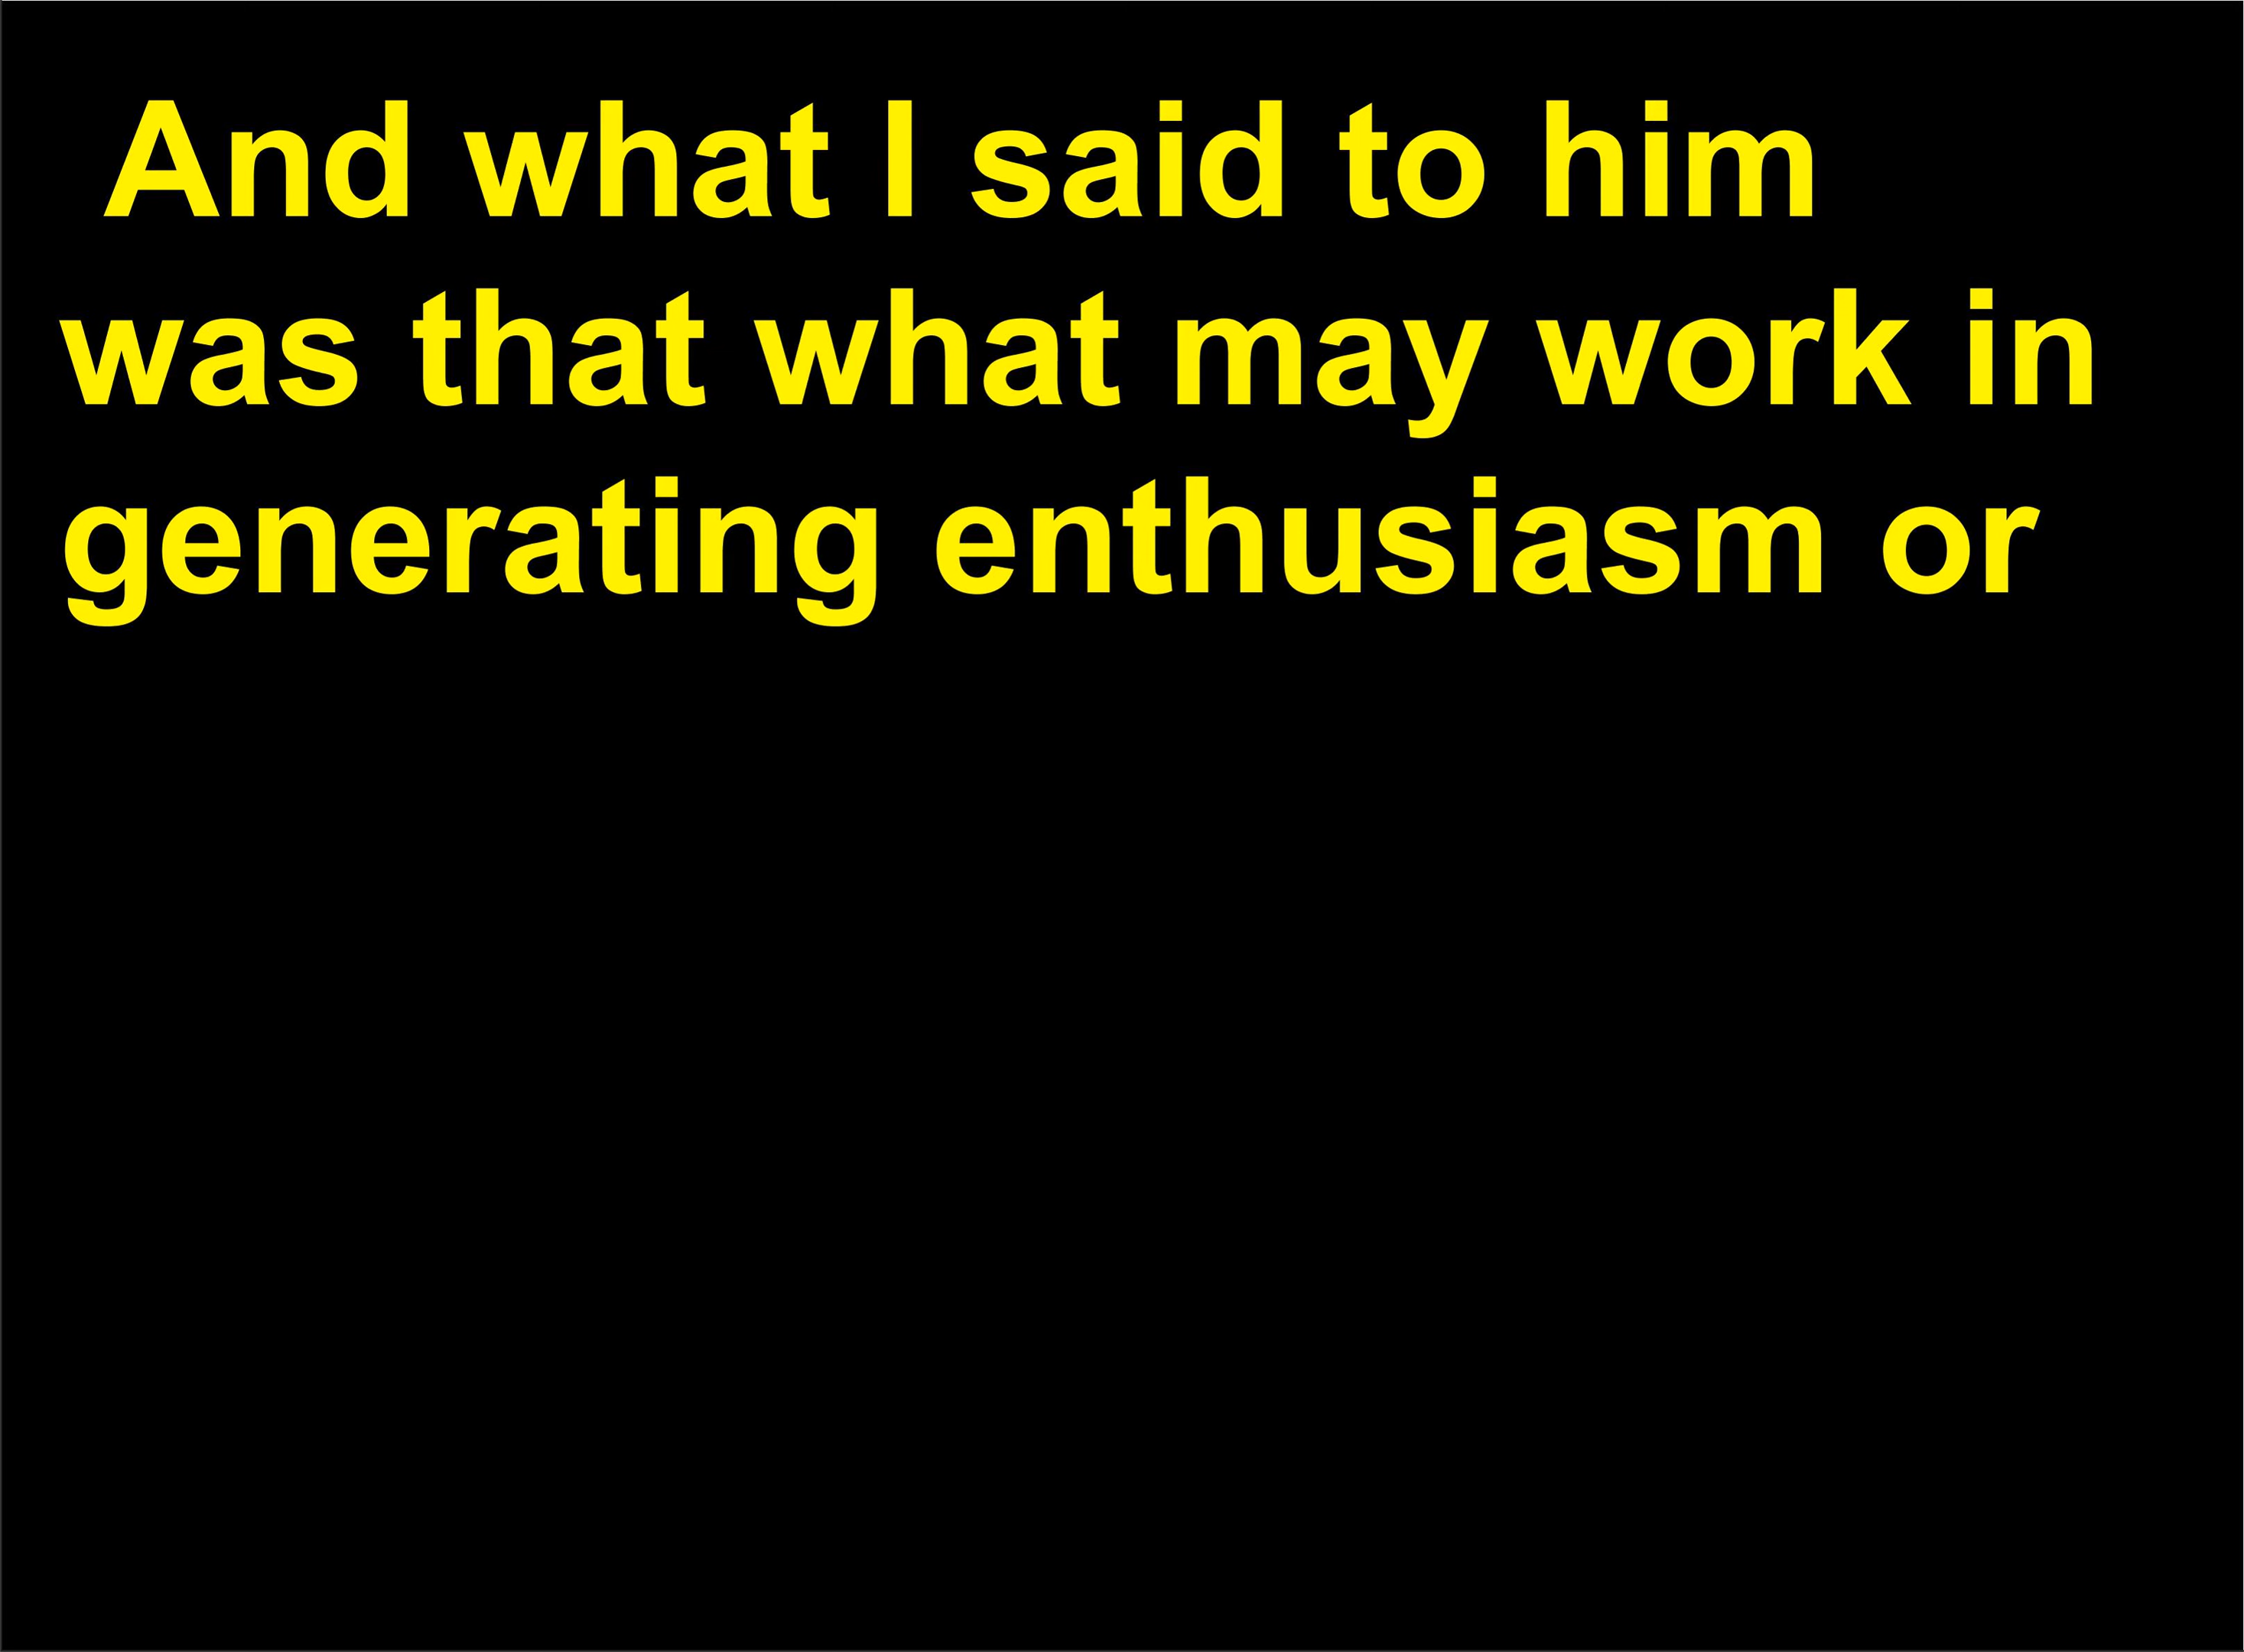 And what I said to him
was that what may work in
generating enthusiasm or